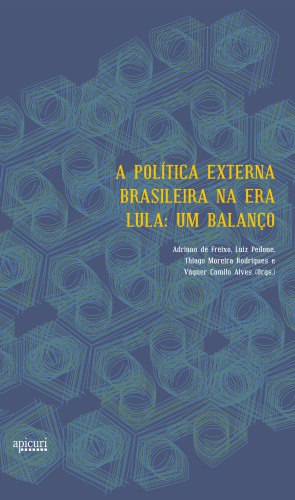 A POLÍTICA EXTERNA
BRASILEIRA NA ERA
LULA: UM BALANÇO
Adriano de Freixo, Luiz Pedone,
Thiago Moreira Rodrigues e
Vágner Camilo Alves (Orgs.)
apicuri